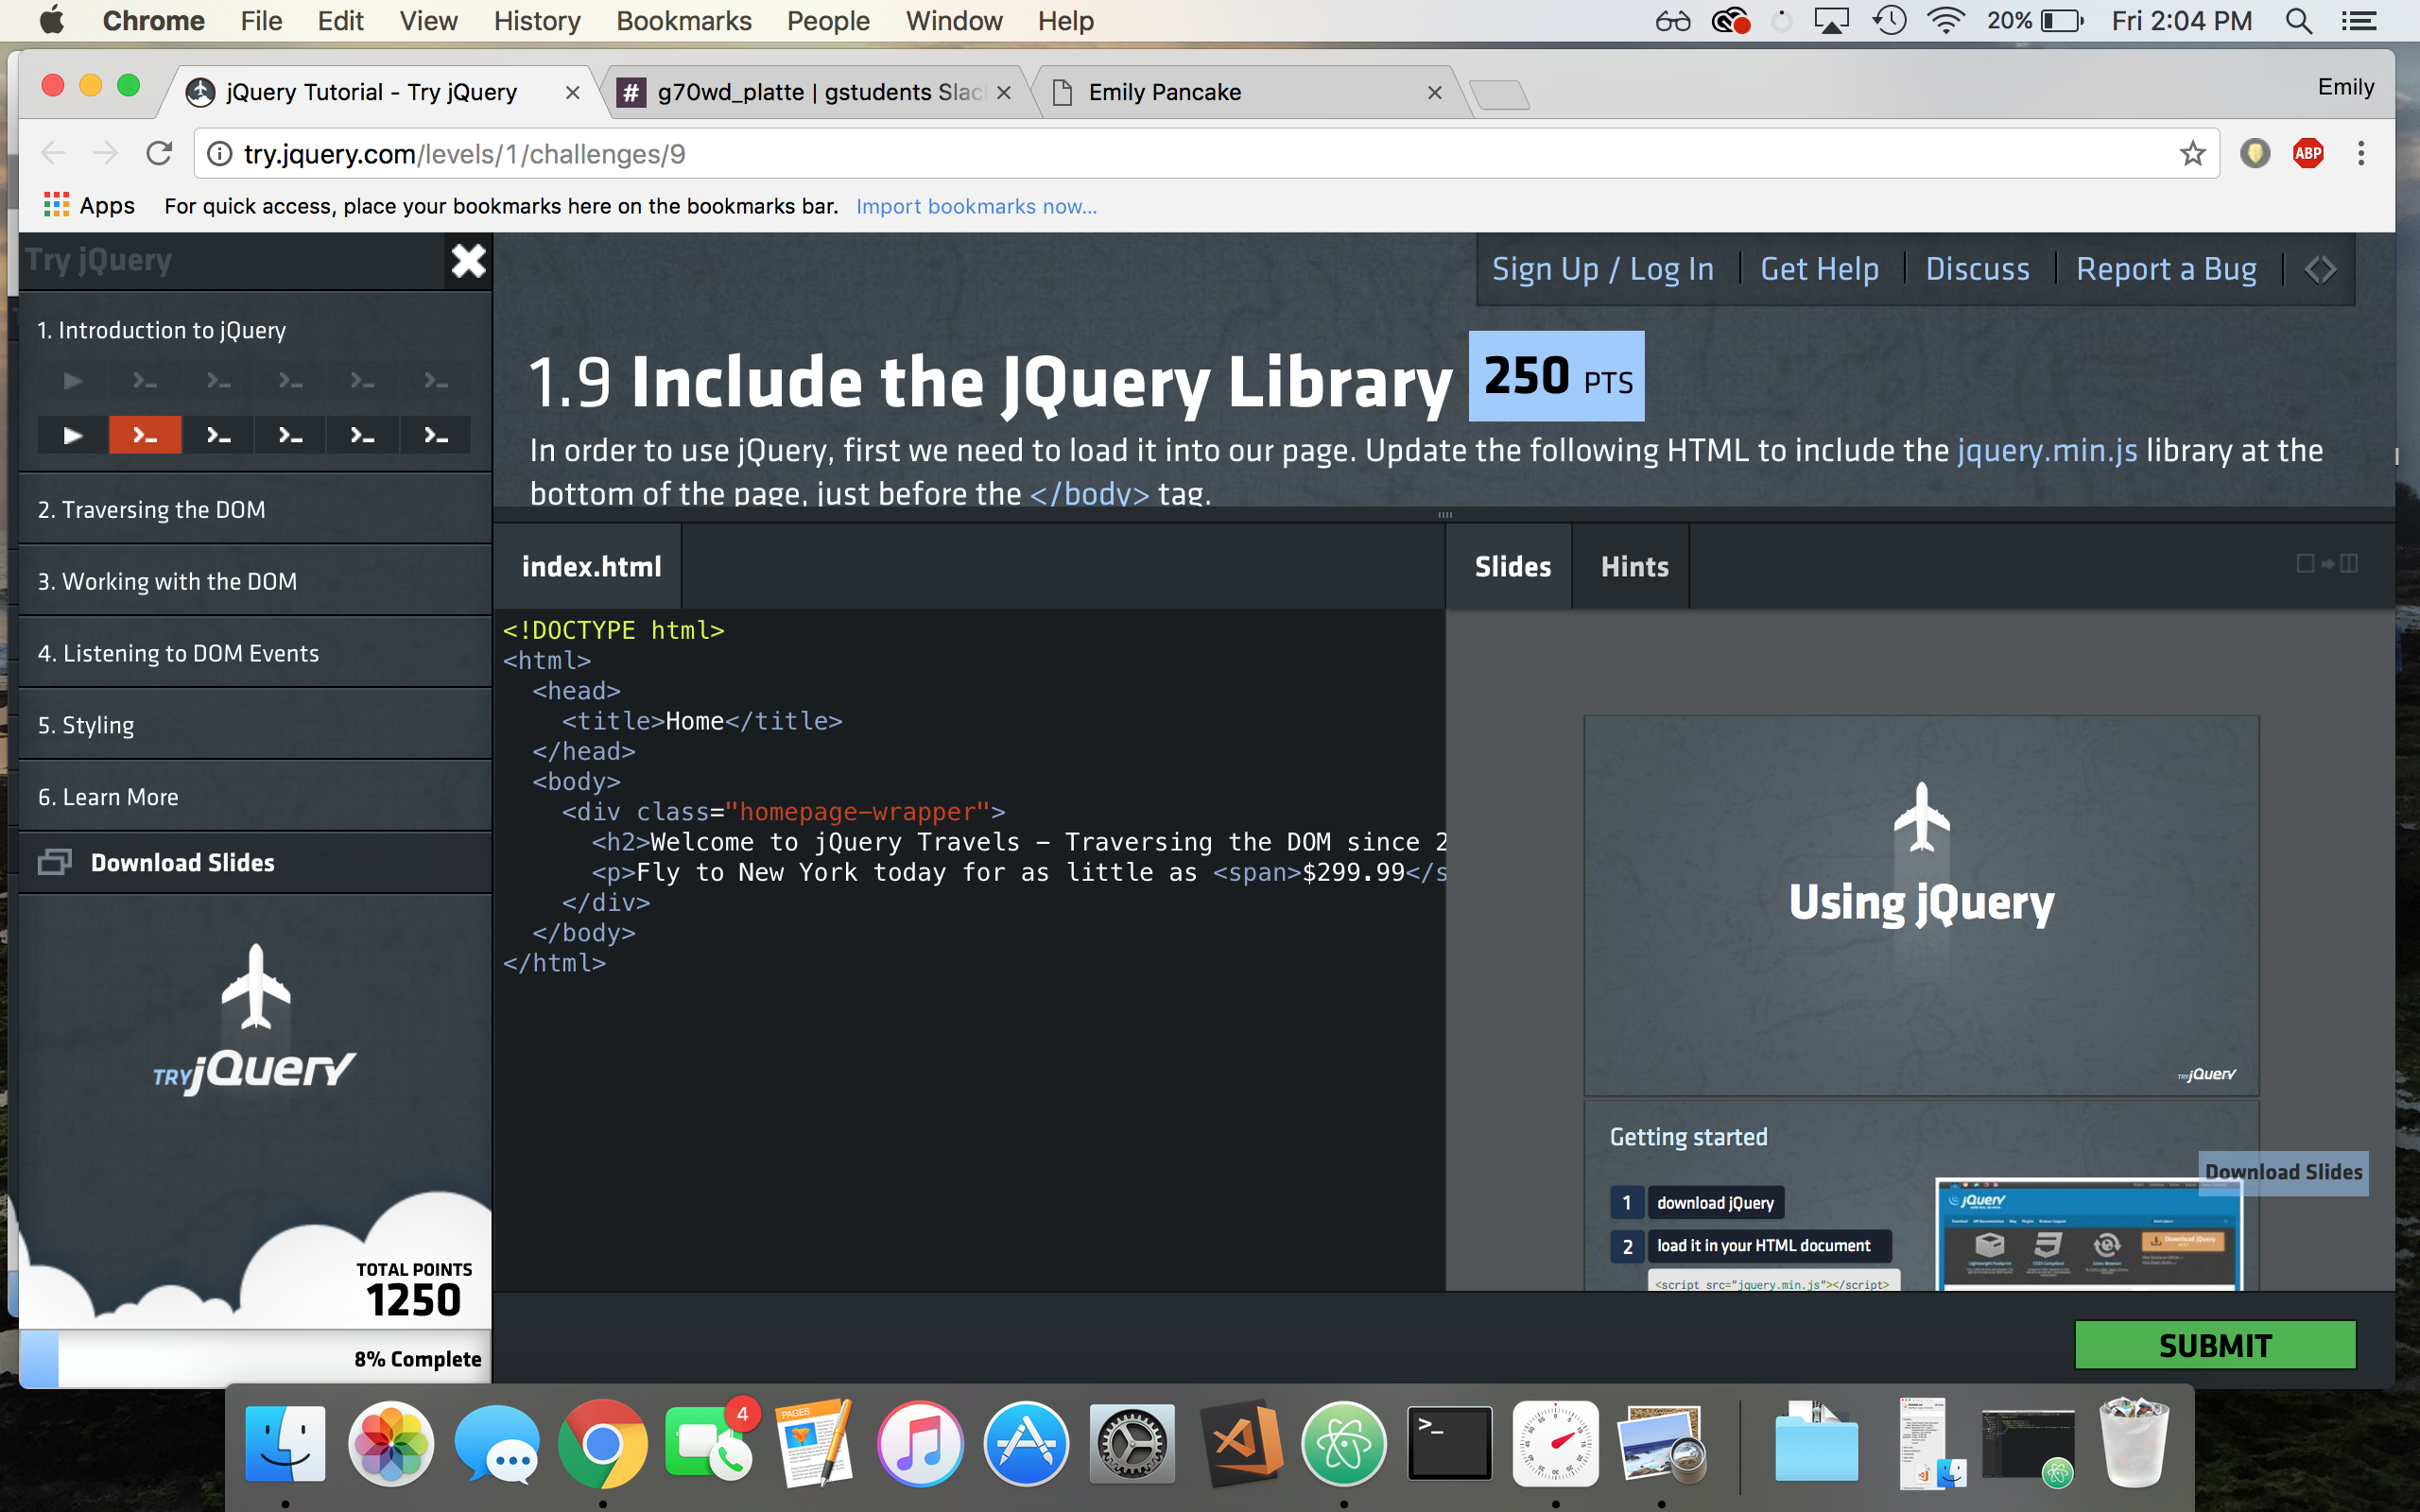 Chrome File Edit View History Bookmarks People Window Help 20% Fri 2:04 PM
jQuery Tutorial - Try jQuery
# g70wd_platte | gstudents Slac
Emily Pancake
Emily
try.jquery.com/levels/1/challenges/9
ABP
Apps For quick access, place your bookmarks here on the bookmarks bar. Import bookmarks now...
Try jQuery
1. Introduction to jQuery
2. Traversing the DOM
3. Working with the DOM
4. Listening to DOM Events
5. Styling
6. Learn More
Download Slides
TRY jQuery
TOTAL POINTS
1250
8% Complete
Sign Up / Log In Get Help Discuss Report a Bug
1.9 Include the JQuery Library 250 PTS
In order to use jQuery, first we need to load it into our page. Update the following HTML to include the jquery.min.js library at the
bottom of the page, just before the </body> tag.
index.html
<!DOCTYPE html>
<html>
<head>
<title>Home</title>
</head>
<body>
<div class="homepage-wrapper">
<h2>Welcome to jQuery Travels – Traversing the DOM since 2
<p>Fly to New York today for as little as <span>$299.99</s
</div>
</body>
</html>
Slides Hints
Using jQuery
TRY jQuery
Getting started
1 download jQuery
2 load it in your HTML document
<script src="jquery.min.js"></script>
jQuery
Download jQuery
Lightweight Footprint
CSS3 Compliant
Cross-Browser
Download Slides
SUBMIT
4
PAGES
>_